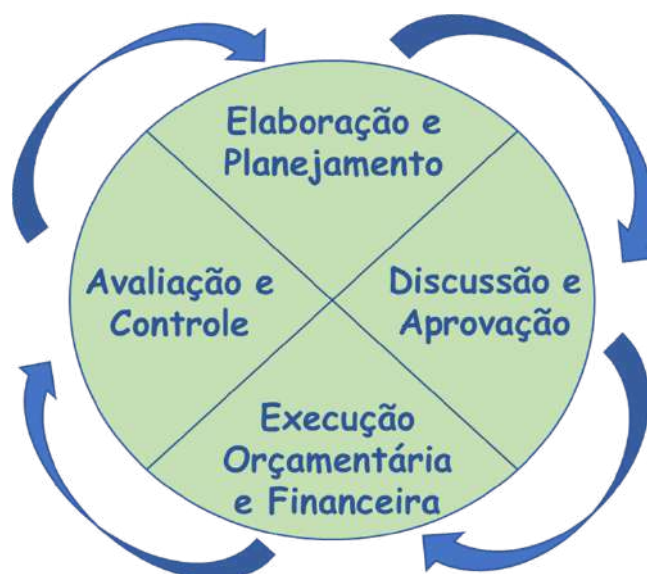 Elaboração e
Planejamento
Avaliação e
Controle
Discussão e
Aprovação
Execução
Orçamentária
e Financeira